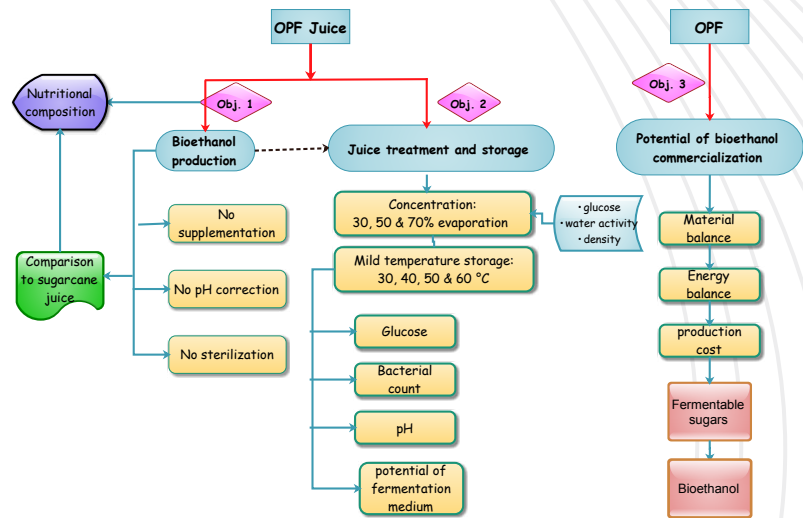 OPF Juice
OPF
Obj. 1
Obj. 2
Obj. 3
Nutritional
composition
Bioethanol
production
Juice treatment and storage
Potential of bioethanol
commercialization
No
supplementation
No pH correction
No sterilization
Comparison
to sugarcane
juice
Concentration:
30, 50 & 70% evaporation
• glucose
• water activity
• density
Mild temperature storage:
30, 40, 50 & 60 °C
Glucose
Bacterial
count
pH
potential of
fermentation
medium
Material
balance
Energy
balance
production
cost
Fermentable
sugars
Bioethanol